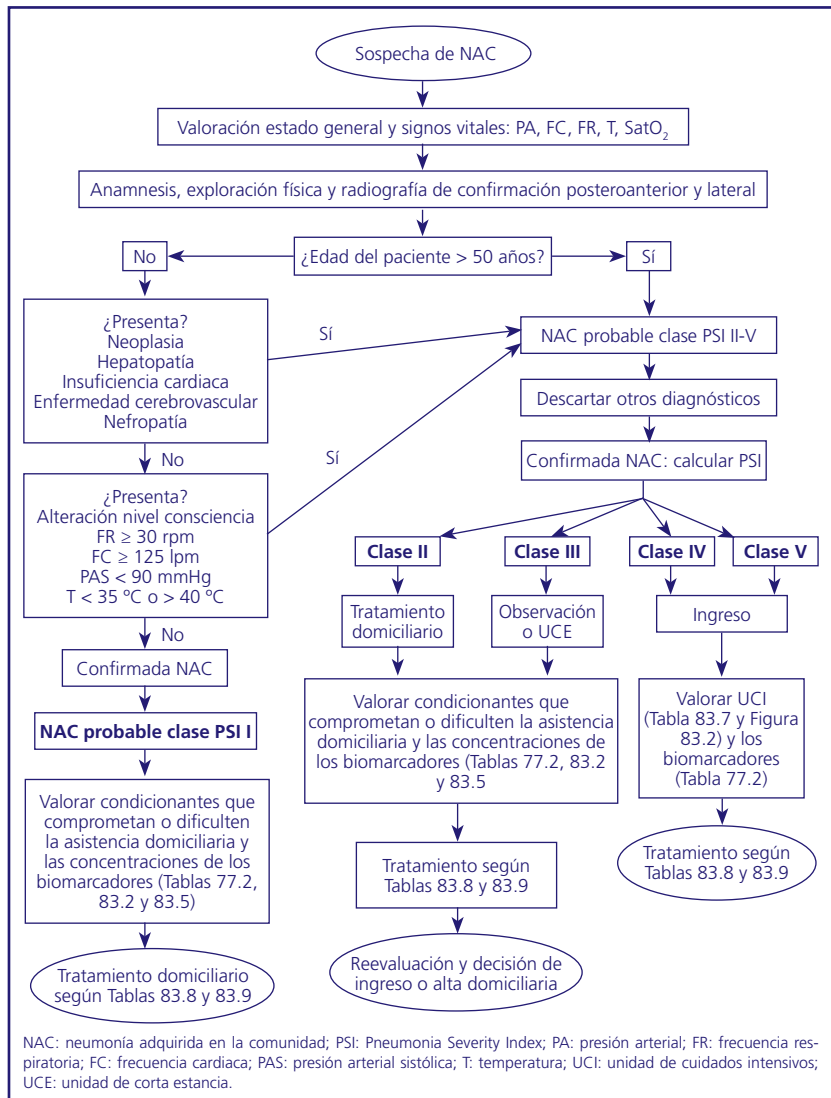 Sospecha de NAC
Valoración estado general y signos vitales: PA, FC, FR, T, SatO₂
Anamnesis, exploración física y radiografía de confirmación posteroanterior y lateral
No
¿Edad del paciente > 50 años?
Sí
¿Presenta?
Neoplasia
Hepatopatía
Insuficiencia cardiaca
Enfermedad cerebrovascular
Nefropatía
Sí
NAC probable clase PSI II-V
Descartar otros diagnósticos
No
Sí
Confirmada NAC: calcular PSI
¿Presenta?
Alteración nivel consciencia
FR ≥ 30 rpm
FC ≥ 125 lpm
PAS < 90 mmHg
T < 35 ºC o > 40 ºC
Clase II
Clase III
Clase IV
Clase V
Tratamiento
domiciliario
Observación
o UCE
Ingreso
No
Confirmada NAC
NAC probable clase PSI I
Valorar condicionantes que
comprometan o dificulten la asistencia
domiciliaria y las concentraciones de
los biomarcadores (Tablas 77.2, 83.2
y 83.5
Valorar UCI
(Tabla 83.7 y Figura
83.2) y los
biomarcadores
(Tabla 77.2)
Valorar condicionantes que
comprometan o dificulten
la asistencia domiciliaria y
las concentraciones de los
biomarcadores (Tablas 77.2,
83.2 y 83.5)
Tratamiento según
Tablas 83.8 y 83.9
Tratamiento según
Tablas 83.8 y 83.9
Tratamiento domiciliario
según Tablas 83.8 y 83.9
Reevaluación y decisión de
ingreso o alta domiciliaria
NAC: neumonía adquirida en la comunidad; PSI: Pneumonia Severity Index; PA: presión arterial; FR: frecuencia res-
piratoria; FC: frecuencia cardiaca; PAS: presión arterial sistólica; T: temperatura; UCI: unidad de cuidados intensivos;
UCE: unidad de corta estancia.